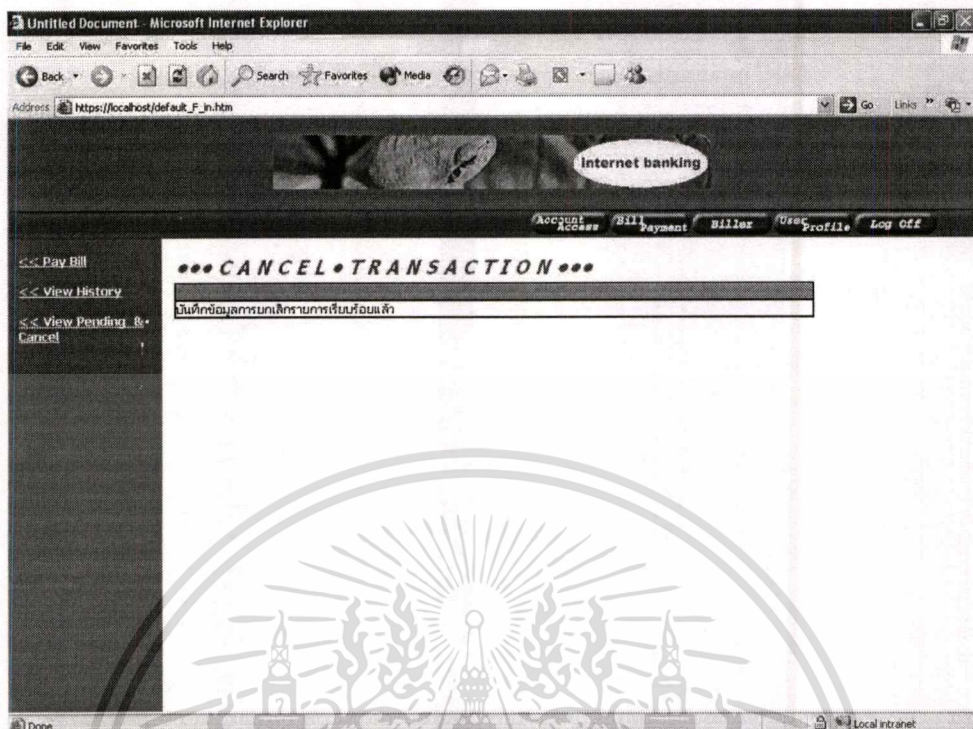 Untitled Document - Microsoft Internet Explorer
File Edit View Favorites Tools Help
Back Search Favorites Media
Address https://localhost/default_F_in.htm Go Links »
Internet banking
Account Access Bill Payment Biller User Profile Log Off
<< Pay Bill
<< View History
<< View Pending &
Cancel
●●● CANCEL ● TRANSACTION ●●●
บันทึกข้อมูลการยกเลิกรายการเรียบร้อยแล้ว
Done Local intranet